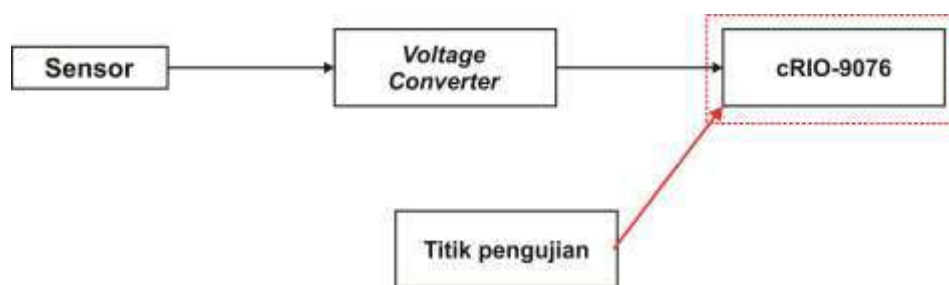 Sensor
Voltage
Converter
cRIO-9076
Titik pengujian